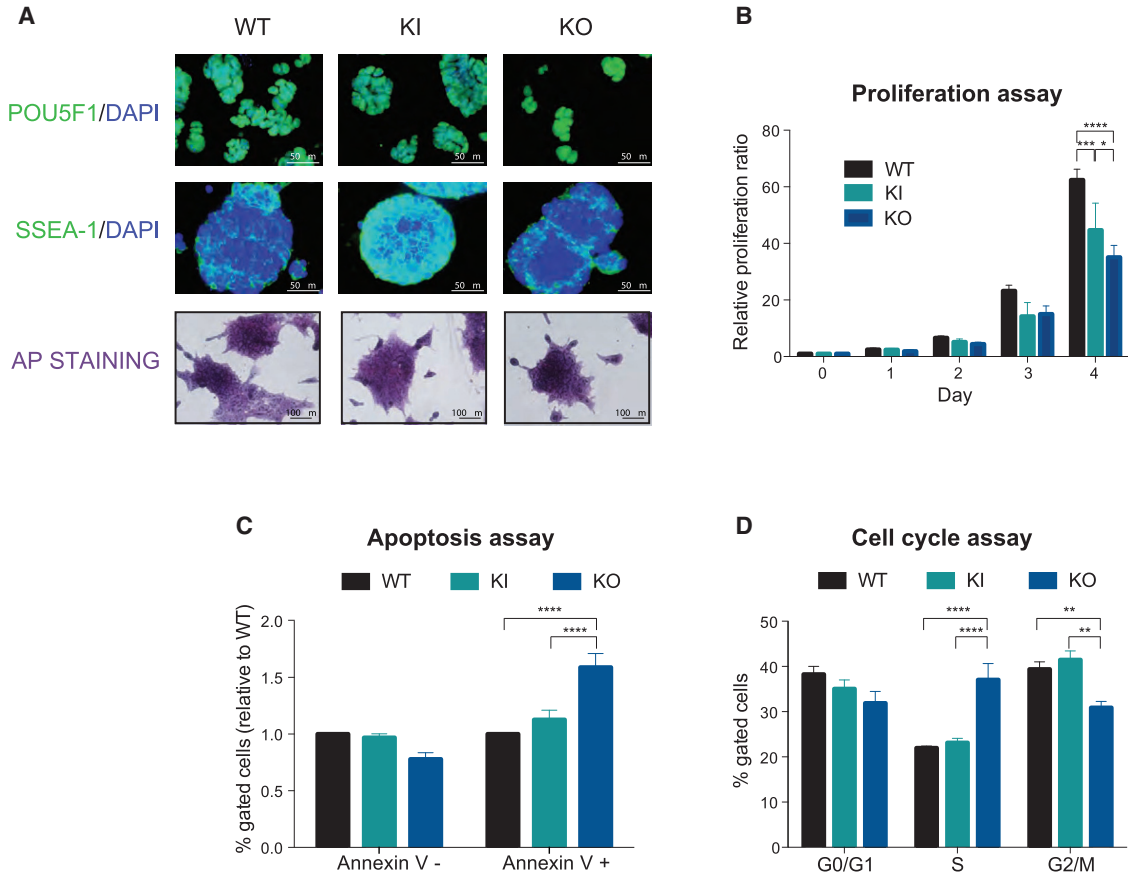 A
WT KI KO
POU5F1/DAPI
50 m 50 m 50 m
SSEA-1/DAPI
50 m 50 m 50 m
AP STAINING
100 m 100 m 100 m
B
Proliferation assay
Relative proliferation ratio
80
60
40
20
0
WT
KI
KO
****
*** *
0 1 2 3 4
Day
C
Apoptosis assay
WT KI KO
% gated cells (relative to WT)
2.0
1.5
1.0
0.5
0.0
****
****
Annexin V - Annexin V +
D
Cell cycle assay
WT KI KO
% gated cells
50
40
30
20
10
0
**** **
**** **
G0/G1 S G2/M